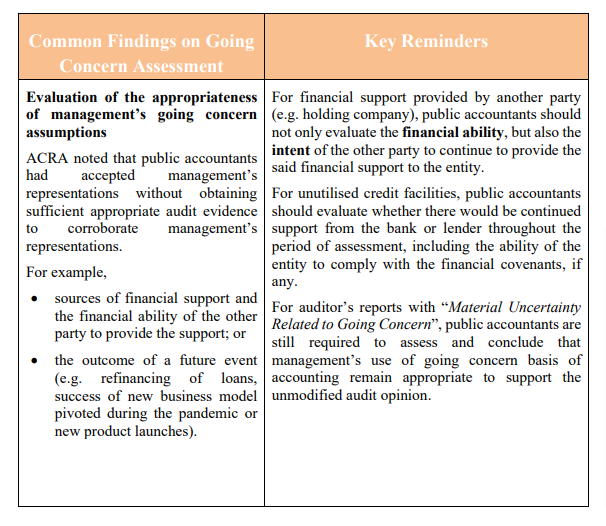 Common Findings on Going
Concern Assessment
Key Reminders
Evaluation of the appropriateness
of management's going concern
assumptions
ACRA noted that public accountants
had accepted management's
representations without obtaining
sufficient appropriate audit evidence
to corroborate management's
representations.
For example,
• sources of financial support and
the financial ability of the other
party to provide the support; or
• the outcome of a future event
(e.g. refinancing of loans,
success of new business model
pivoted during the pandemic or
new product launches).
For financial support provided by another party
(e.g. holding company), public accountants should
not only evaluate the financial ability, but also the
intent of the other party to continue to provide the
said financial support to the entity.
For unutilised credit facilities, public accountants
should evaluate whether there would be continued
support from the bank or lender throughout the
period of assessment, including the ability of the
entity to comply with the financial covenants, if
any.
For auditor's reports with “Material Uncertainty
Related to Going Concern”, public accountants are
still required to assess and conclude that
management's use of going concern basis of
accounting remain appropriate to support the
unmodified audit opinion.